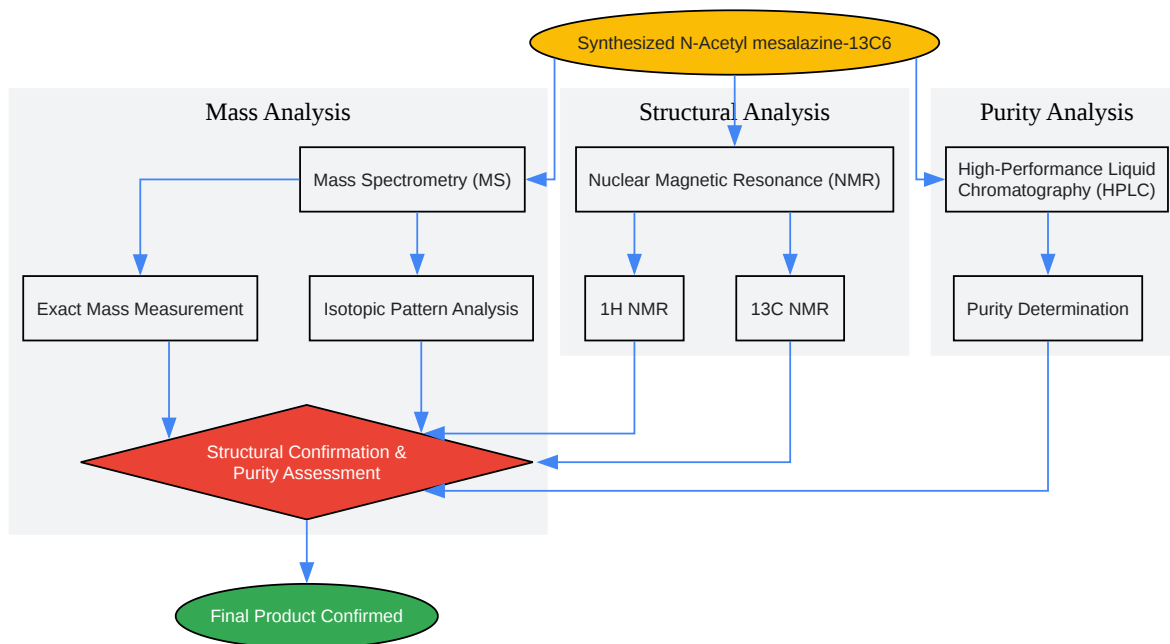 Synthesized N-Acetyl mesalazine-13C6
Mass Analysis
Structural Analysis
Purity Analysis
Mass Spectrometry (MS)
Nuclear Magnetic Resonance (NMR)
High-Performance Liquid
Chromatography (HPLC)
Exact Mass Measurement
Isotopic Pattern Analysis
1H NMR
13C NMR
Purity Determination
Structural Confirmation &
Purity Assessment
Final Product Confirmed